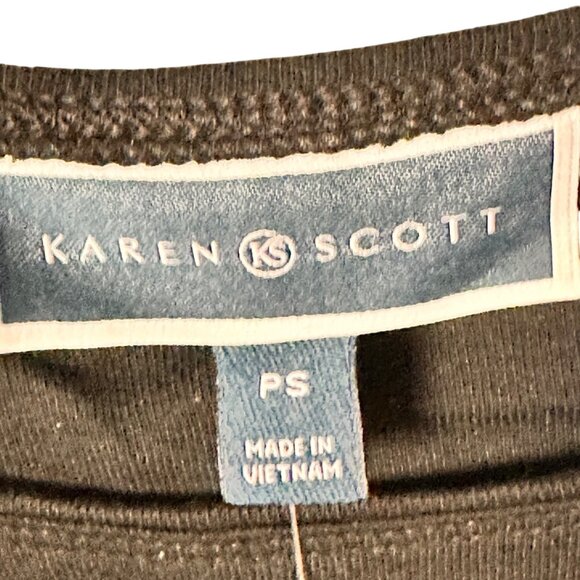 KAREN KS SCOTT
PS
MADE IN
VIETNAM